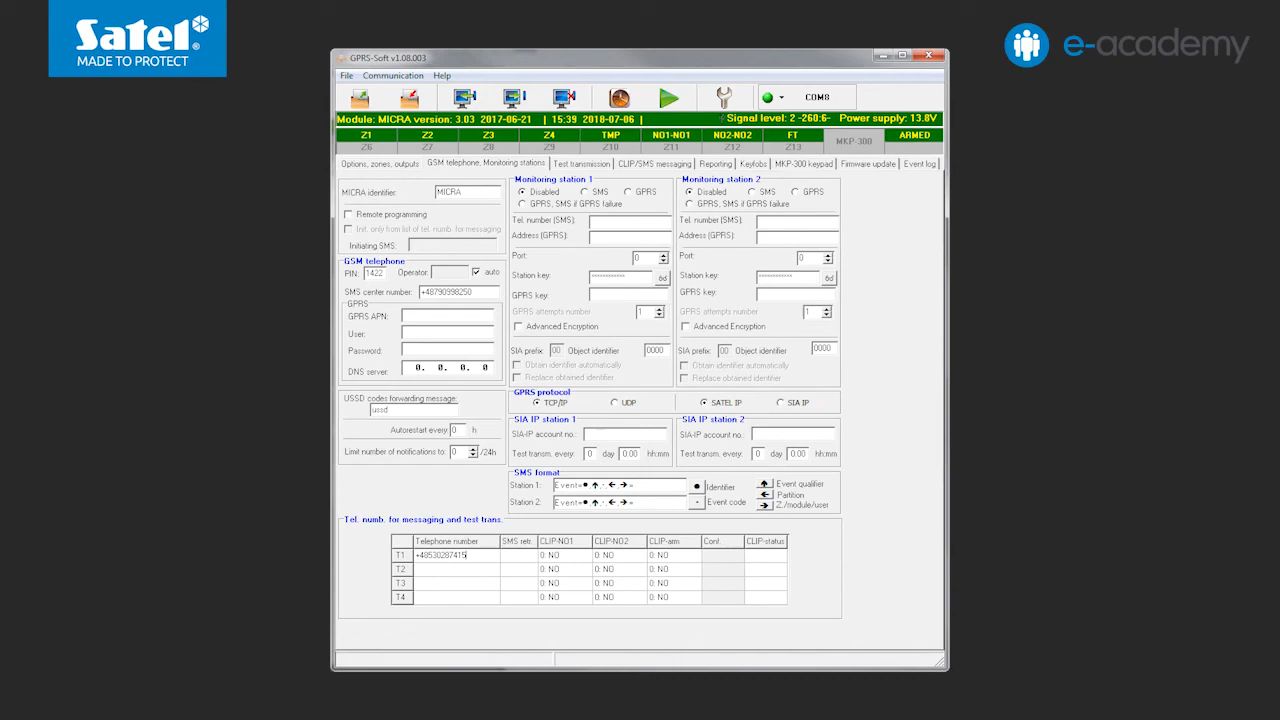 Satel
®
MADE TO PROTECT
e-academy
GPRS-Soft v1.08.003
File Communication Help
COM8
Module: MICRA version: 3.03 2017-06-21 | 15:39 2018-07-06 | Signal level: 2 -260:6- Power supply: 13.8V
Z1 Z2 Z3 Z4 TMP NO1-NO1 NO2-NO2 FT MKP-300 ARMED
Z6 Z7 Z8 Z9 Z10 Z11 Z12 Z13
Options, zones, outputs GSM telephone, Monitoring stations Test transmission CLIP/SMS messaging Reporting Keyfobs MKP-300 keypad Firmware update Event log
MICRA identifier: MICRA
Remote programming
Init. only from list of tel. numb. for messaging
Initiating SMS:
GSM telephone
PIN: 1422 Operator: auto
SMS center number: +48790998250
GPRS
GPRS APN:
User:
Password:
DNS server: 0. 0. 0. 0
USSD codes forwarding message:
ussd
Autorestart every: 0 h
Limit number of notifications to: 0 /24h
Monitoring station 1
Disabled SMS GPRS
GPRS, SMS if GPRS failure
Tel. number (SMS):
Address (GPRS):
Port: 0
Station key: ************ 6d
GPRS key:
GPRS attempts number 1
Advanced Encryption
SIA prefix: 00 Object identifier 0000
Obtain identifier automatically
Replace obtained identifier
Monitoring station 2
Disabled SMS GPRS
GPRS, SMS if GPRS failure
Tel. number (SMS):
Address (GPRS):
Port: 0
Station key: ************ 6d
GPRS key:
GPRS attempts number 1
Advanced Encryption
SIA prefix: 00 Object identifier 0000
Obtain identifier automatically
Replace obtained identifier
GPRS protocol
TCP/IP UDP SATEL IP SIA IP
SIA IP station 1
SIA-IP account no.:
Test transm. every: 0 day 0:00 hh:mm
SIA IP station 2
SIA-IP account no.:
Test transm. every: 0 day 0:00 hh:mm
SMS format
Station 1: Event=●,↑,·,←,→=
Station 2: Event=●,↑,·,←,→=
● Identifier
· Event code
↑ Event qualifier
← Partition
→ Z./module/user
Tel. numb. for messaging and test trans.
Telephone number SMS retr. CLIP-NO1 CLIP-NO2 CLIP-arm Conf. CLIP-status
T1 +48530287415 0: NO 0: NO 0: NO
T2 0: NO 0: NO 0: NO
T3 0: NO 0: NO 0: NO
T4 0: NO 0: NO 0: NO